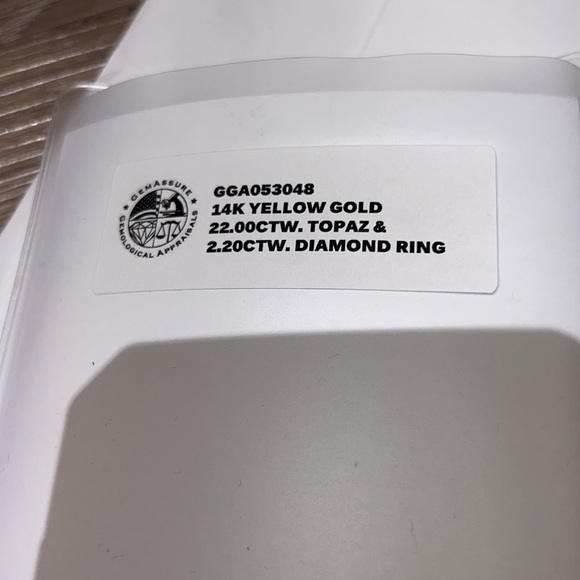 GEMASSURE
GEMOLOGICAL APPRAISALS
GGA053048
14K YELLOW GOLD
22.00CTW. TOPAZ &
2.20CTW. DIAMOND RING